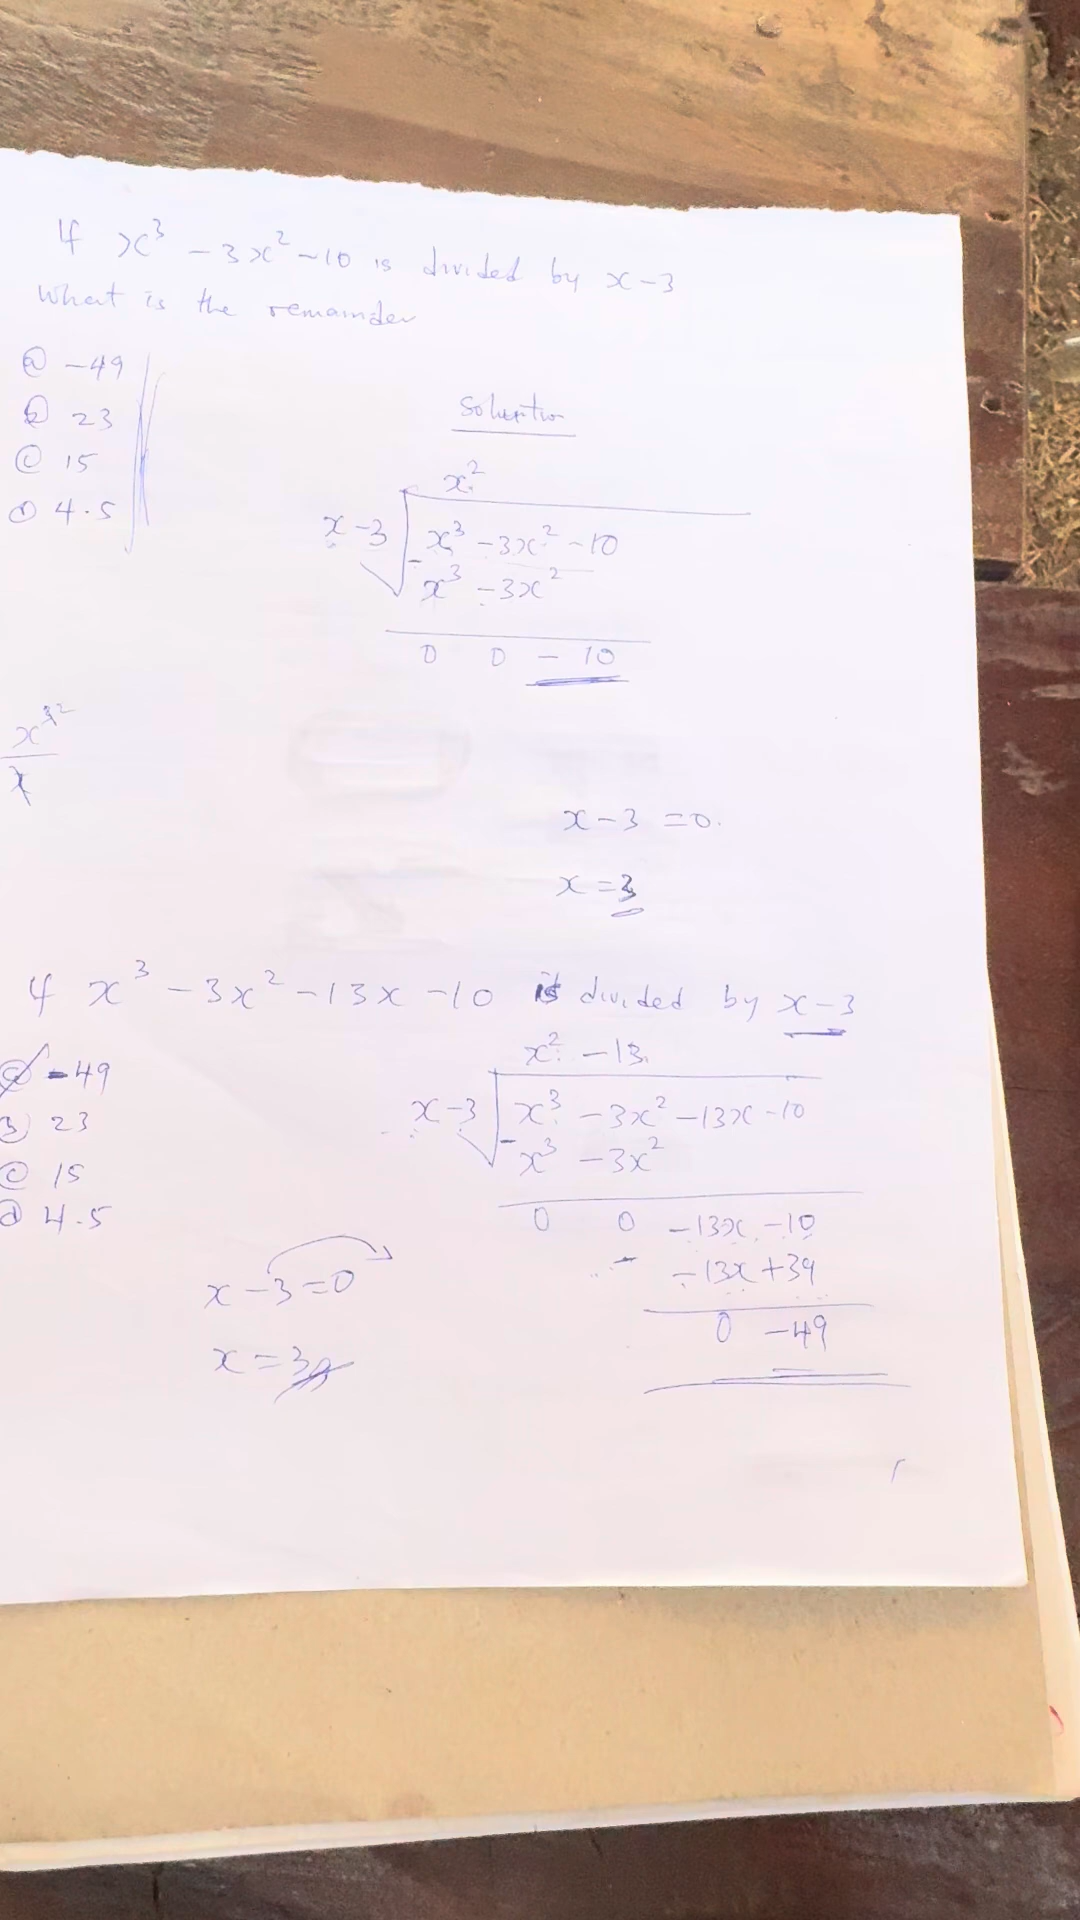 If x³ - 3x² - 10 is divided by x - 3
What is the remainder
ⓐ -49
ⓑ 23
ⓒ 15
ⓓ 4.5
Solution
x²
x - 3 x³ - 3x² - 10
- x³ - 3x²
0 0 - 10
x³ ²
x
x - 3 = 0.
x = 3
If x³ - 3x² - 13x - 10 is divided by x - 3
ⓐ -49
ⓑ 23
ⓒ 15
ⓓ 4.5
x² - 13
x - 3 x³ - 3x² - 13x - 10
- x³ - 3x²
0 0 - 13x - 10
- - 13x + 39
0 - 49
x - 3 = 0
x = 3